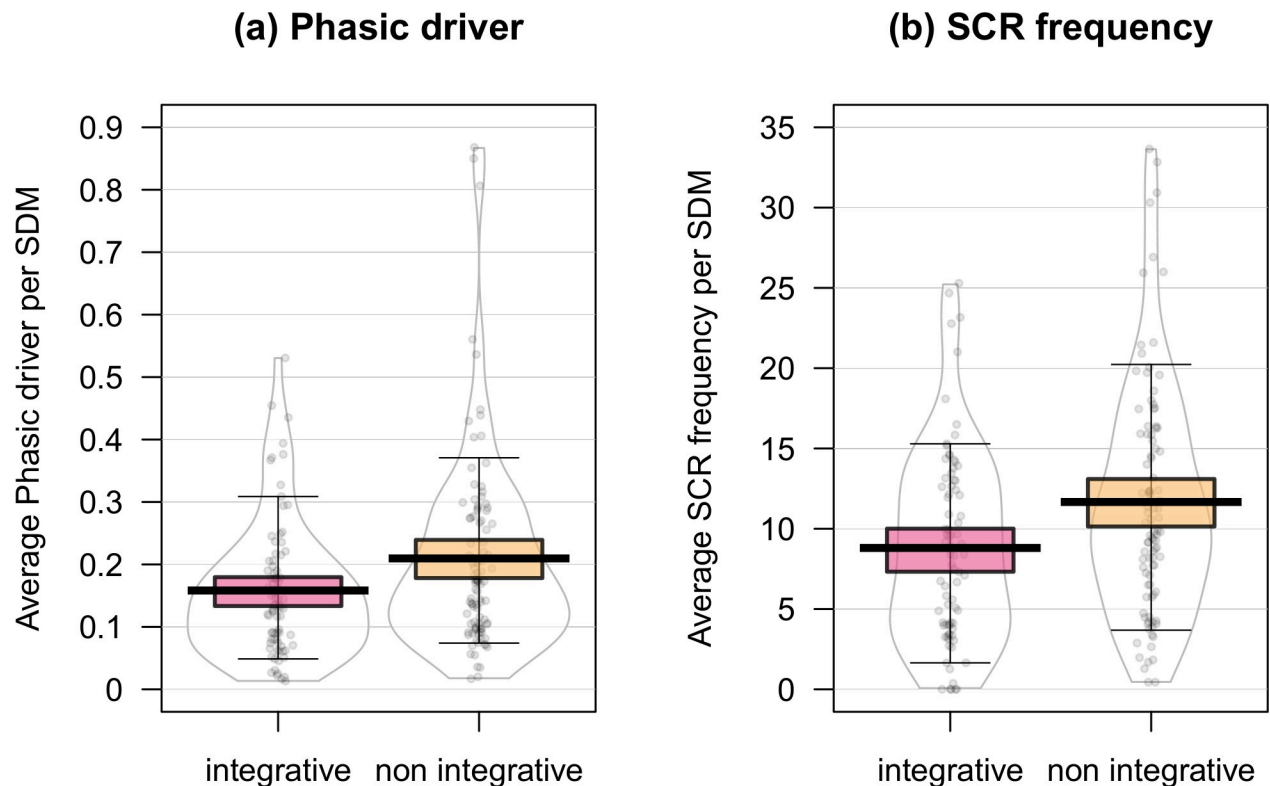 (a) Phasic driver
Average Phasic driver per SDM
0.9
0.8
0.7
0.6
0.5
0.4
0.3
0.2
0.1
0
integrative
non integrative
(b) SCR frequency
Average SCR frequency per SDM
35
30
25
20
15
10
5
0
integrative
non integrative